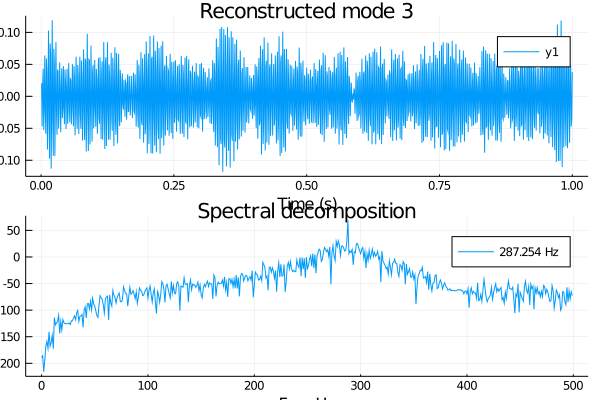 Reconstructed mode 3
0.10
0.05
0.00
0.05
0.10
y1
0.00 0.25 0.50 0.75 1.00
Time (s)
Spectral decomposition
50
0
50
100
150
200
287.254 Hz
0 100 200 300 400 500